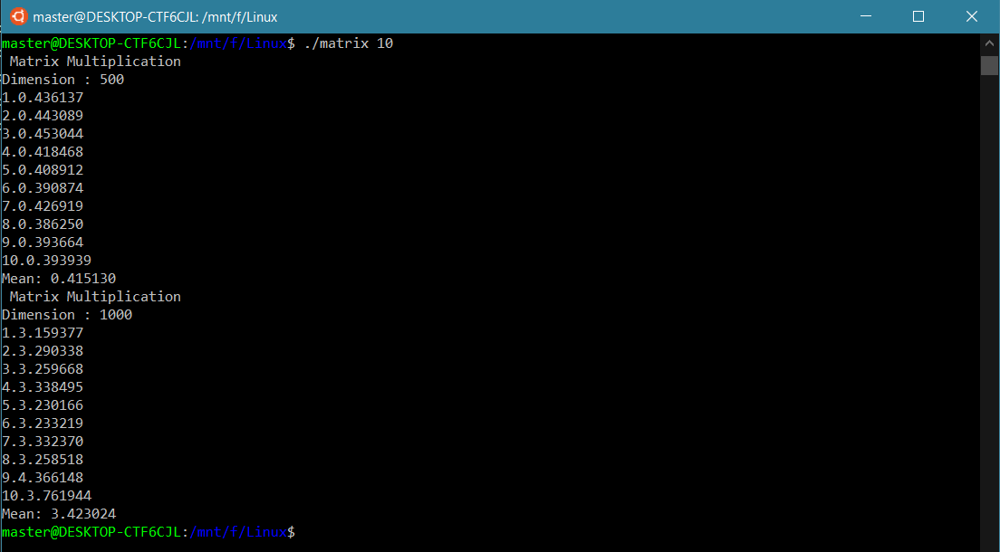 master@DESKTOP-CTF6CJL: /mnt/f/Linux
master@DESKTOP-CTF6CJL:/mnt/f/Linux$ ./matrix 10
 Matrix Multiplication
Dimension : 500
1.0.436137
2.0.443089
3.0.453044
4.0.418468
5.0.408912
6.0.390874
7.0.426919
8.0.386250
9.0.393664
10.0.393939
Mean: 0.415130
 Matrix Multiplication
Dimension : 1000
1.3.159377
2.3.290338
3.3.259668
4.3.338495
5.3.230166
6.3.233219
7.3.332370
8.3.258518
9.4.366148
10.3.761944
Mean: 3.423024
master@DESKTOP-CTF6CJL:/mnt/f/Linux$